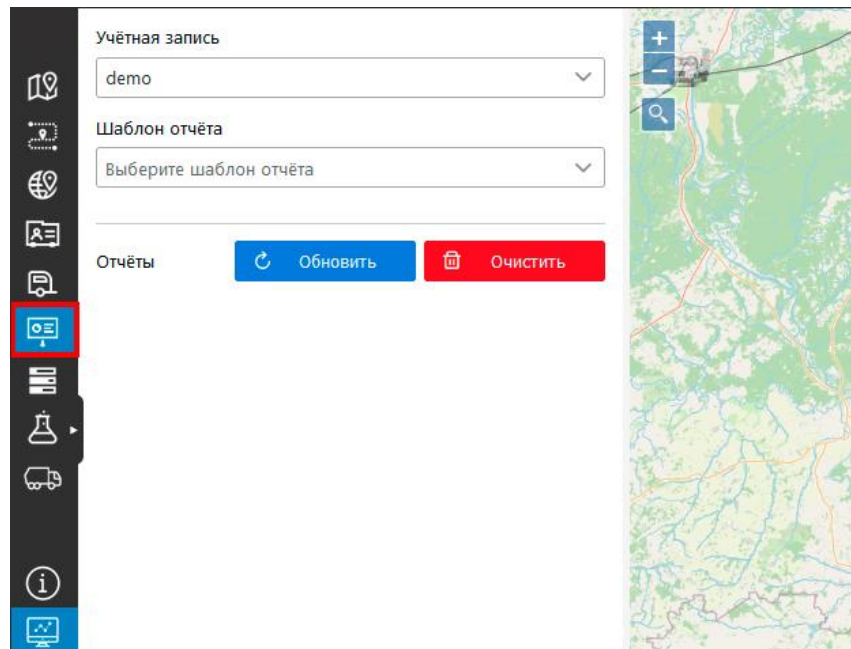 Учётная запись
demo
Шаблон отчёта
Выберите шаблон отчёта
Отчёты Обновить Очистить